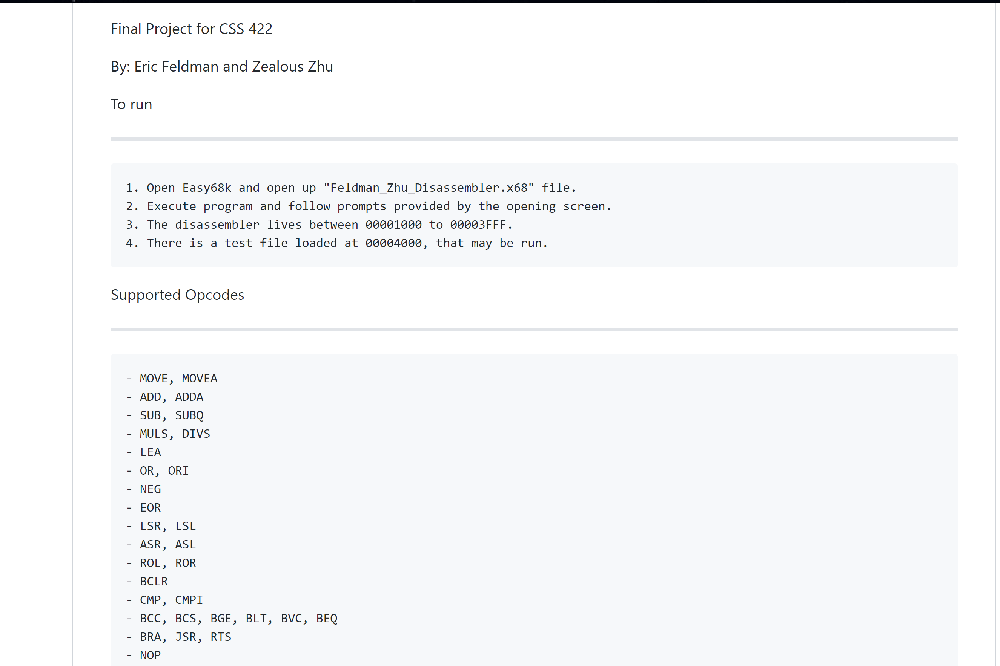 Final Project for CSS 422
By: Eric Feldman and Zealous Zhu
To run
1. Open Easy68k and open up "Feldman_Zhu_Disassembler.x68" file.
2. Execute program and follow prompts provided by the opening screen.
3. The disassembler lives between 00001000 to 00003FFF.
4. There is a test file loaded at 00004000, that may be run.
Supported Opcodes
- MOVE, MOVEA
- ADD, ADDA
- SUB, SUBQ
- MULS, DIVS
- LEA
- OR, ORI
- NEG
- EOR
- LSR, LSL
- ASR, ASL
- ROL, ROR
- BCLR
- CMP, CMPI
- BCC, BCS, BGE, BLT, BVC, BEQ
- BRA, JSR, RTS
- NOP